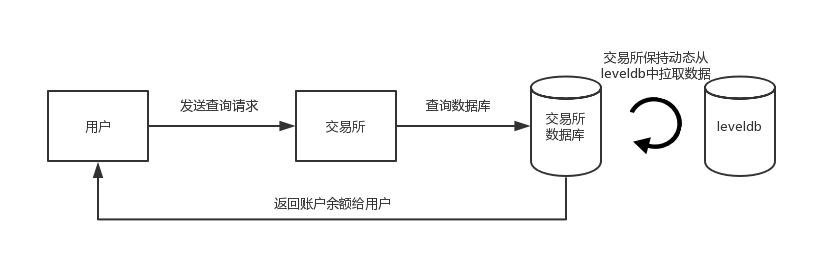 交易所保持动态从
leveldb中拉取数据
用户
发送查询请求
交易所
查询数据库
交易所
数据库
leveldb
返回账户余额给用户